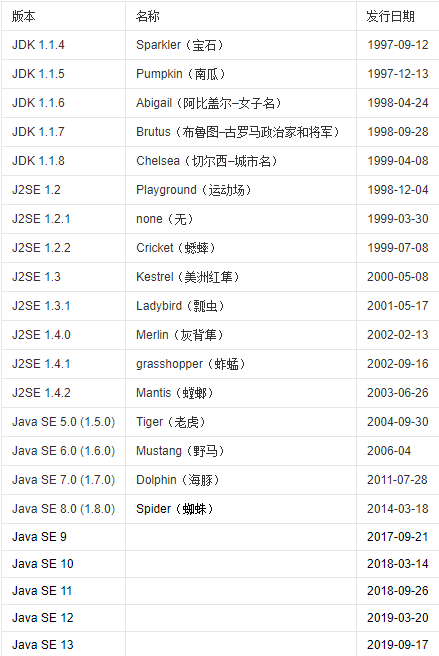 版本 名称 发行日期
JDK 1.1.4 Sparkler（宝石） 1997-09-12
JDK 1.1.5 Pumpkin（南瓜） 1997-12-13
JDK 1.1.6 Abigail（阿比盖尔–女子名） 1998-04-24
JDK 1.1.7 Brutus（布鲁图–古罗马政治家和将军） 1998-09-28
JDK 1.1.8 Chelsea（切尔西–城市名） 1999-04-08
J2SE 1.2 Playground（运动场） 1998-12-04
J2SE 1.2.1 none（无） 1999-03-30
J2SE 1.2.2 Cricket（蟋蟀） 1999-07-08
J2SE 1.3 Kestrel（美洲红隼） 2000-05-08
J2SE 1.3.1 Ladybird（瓢虫） 2001-05-17
J2SE 1.4.0 Merlin（灰背隼） 2002-02-13
J2SE 1.4.1 grasshopper（蚱蜢） 2002-09-16
J2SE 1.4.2 Mantis（螳螂） 2003-06-26
Java SE 5.0 (1.5.0) Tiger（老虎） 2004-09-30
Java SE 6.0 (1.6.0) Mustang（野马） 2006-04
Java SE 7.0 (1.7.0) Dolphin（海豚） 2011-07-28
Java SE 8.0 (1.8.0) Spider（蜘蛛） 2014-03-18
Java SE 9 2017-09-21
Java SE 10 2018-03-14
Java SE 11 2018-09-26
Java SE 12 2019-03-20
Java SE 13 2019-09-17